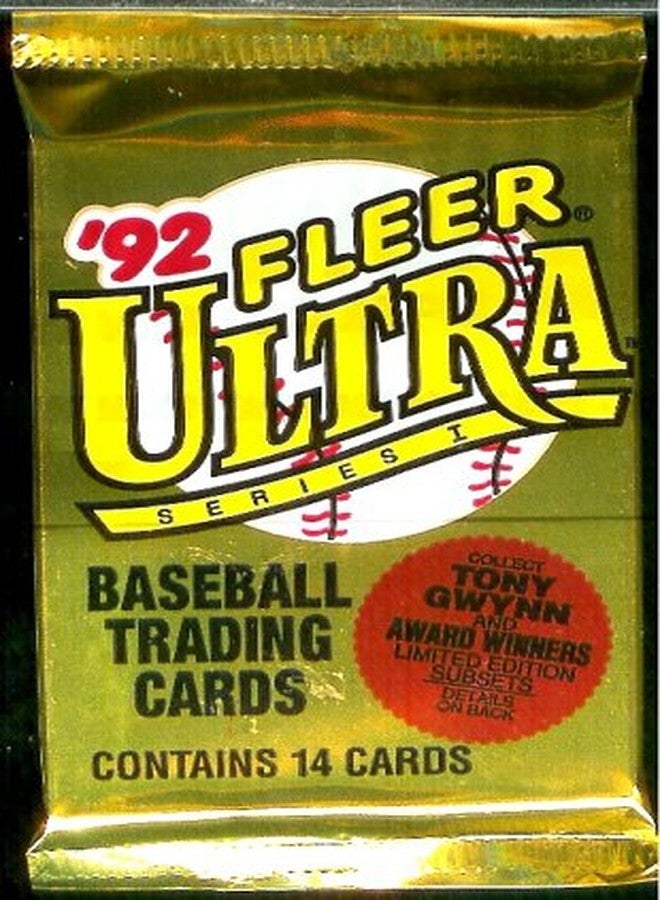 '92 FLEER®
ULTRA™
SERIES I
BASEBALL
TRADING
CARDS
CONTAINS 14 CARDS
COLLECT
TONY
GWYNN
AND
AWARD WINNERS
LIMITED EDITION
SUBSETS
DETAILS
ON BACK